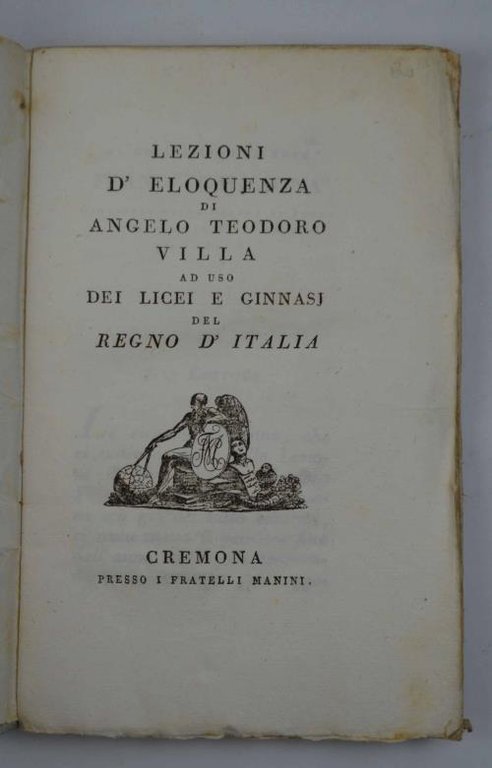 LEZIONI
D' ELOQUENZA
DI
ANGELO TEODORO
VILLA
AD USO
DEI LICEI E GINNASJ
DEL
REGNO D' ITALIA
CREMONA
PRESSO I FRATELLI MANINI.